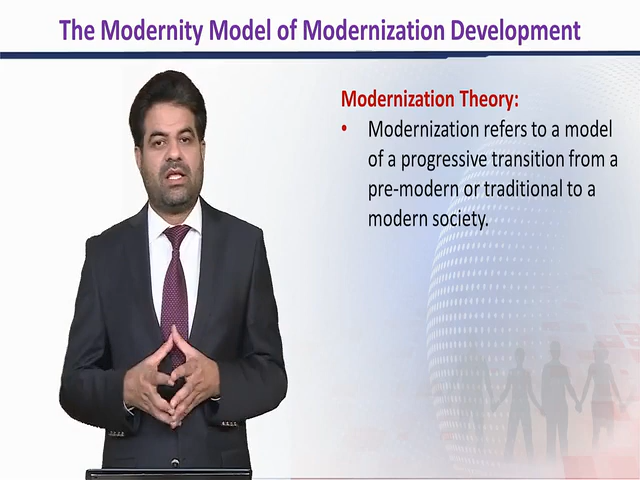 The Modernity Model of Modernization Development
Modernization Theory:
• Modernization refers to a model
of a progressive transition from a
pre-modern or traditional to a
modern society.